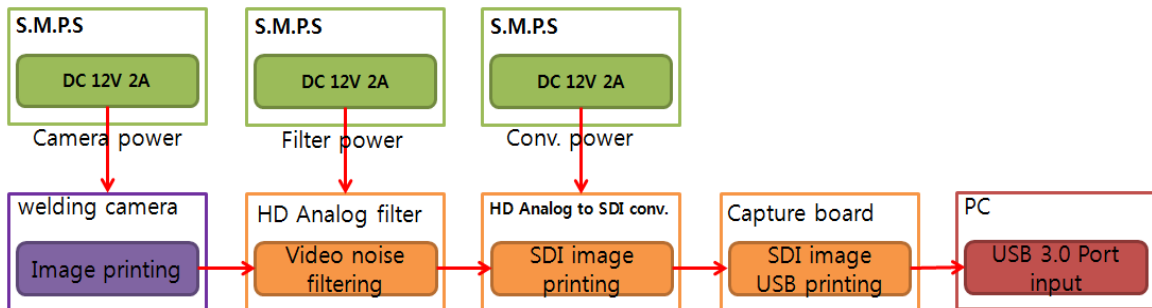 S.M.P.S
DC 12V 2A
Camera power
S.M.P.S
DC 12V 2A
Filter power
S.M.P.S
DC 12V 2A
Conv. power
welding camera
Image printing
HD Analog filter
Video noise
filtering
HD Analog to SDI conv.
SDI image
printing
Capture board
SDI image
USB printing
PC
USB 3.0 Port
input